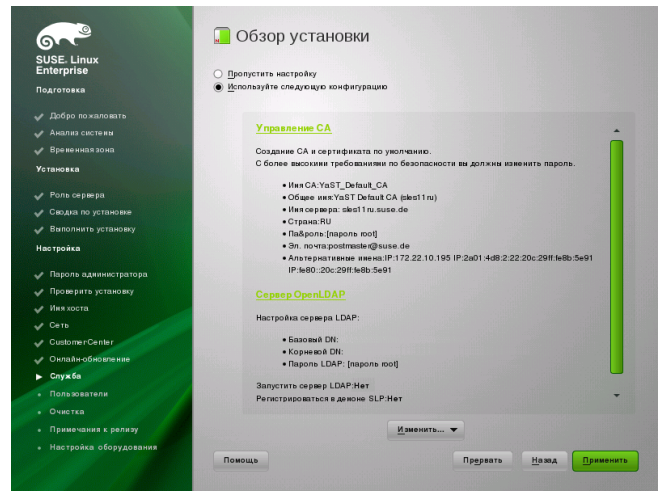 SUSE. Linux
Enterprise
Подготовка
Добро пожаловать
Анализ системы
Временная зона
Установка
Роль сервера
Сводка по установке
Выполнить установку
Настройка
Пароль администратора
Проверить установку
Имя хоста
Сеть
Customer Center
Онлайн-обновление
Служба
Пользователи
Очистка
Примечания к релизу
Настройка оборудования
Обзор установки
Пропустить настройку
Используйте следующую конфигурацию
Управление CA
Создание CA и сертификата по умолчанию.
С более высокими требованиями по безопасности вы должны изменить пароль.
Имя CA:YaST_Default_CA
Общее имя:YaST Default CA (sles11ru)
Имя сервера: sles11ru.suse.de
Страна:RU
Па&роль:[пароль root]
Эл. почта:postmaster@suse.de
Альтернативные имена:IP:172.22.10.195 IP:2a01:4d8:2:22:20c:29ff:fe8b:5e91
IP:fe80::20c:29ff:fe8b:5e91
Сервер OpenLDAP
Настройка сервера LDAP:
Базовый DN:
Корневой DN:
Пароль LDAP: [пароль root]
Запустить сервер LDAP:Нет
Регистрироваться в демоне SLP:Нет
Изменить...
Помощь
Прервать
Назад
Применить